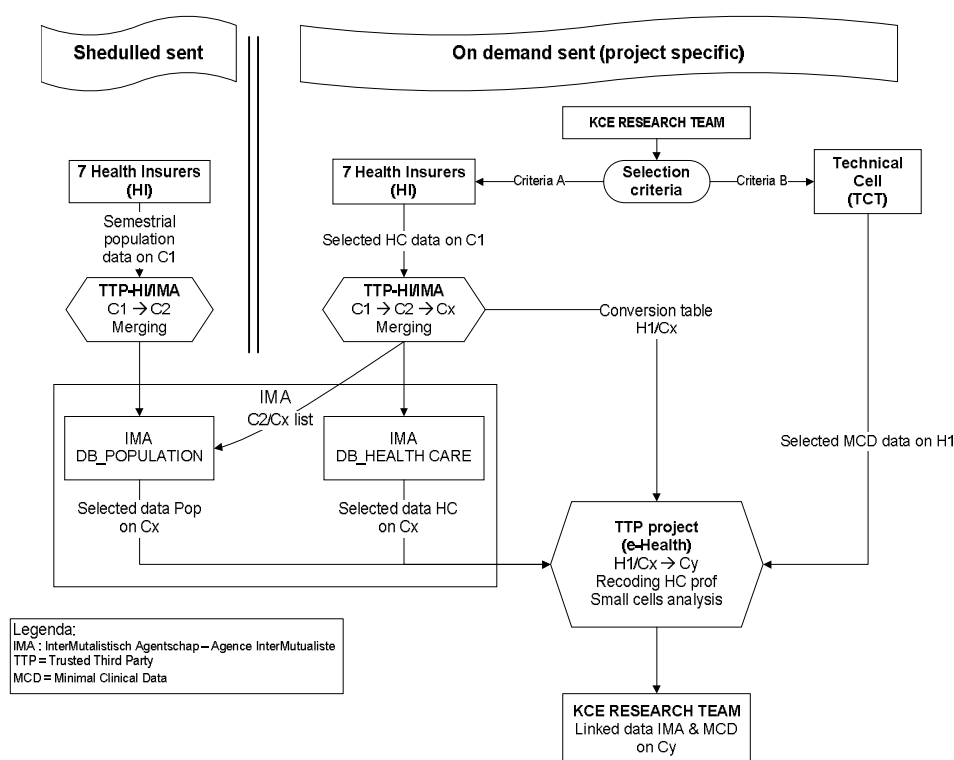 Shedulled sent
On demand sent (project specific)
KCE RESEARCH TEAM
7 Health Insurers
(HI)
7 Health Insurers
(HI)
Criteria A
Selection
criteria
Criteria B
Technical
Cell
(TCT)
Semestrial
population
data on C1
Selected HC data on C1
TTP-HI/IMA
C1 → C2
Merging
TTP-HI/IMA
C1 → C2 → Cx
Merging
Conversion table
H1/Cx
IMA
C2/Cx list
IMA
DB_POPULATION
IMA
DB_HEALTH CARE
Selected MCD data on H1
Selected data Pop
on Cx
Selected data HC
on Cx
TTP project
(e-Health)
H1/Cx → Cy
Recoding HC prof
Small cells analysis
Legenda:
IMA : InterMutalistisch Agentschap – Agence InterMutualiste
TTP = Trusted Third Party
MCD = Minimal Clinical Data
KCE RESEARCH TEAM
Linked data IMA & MCD
on Cy